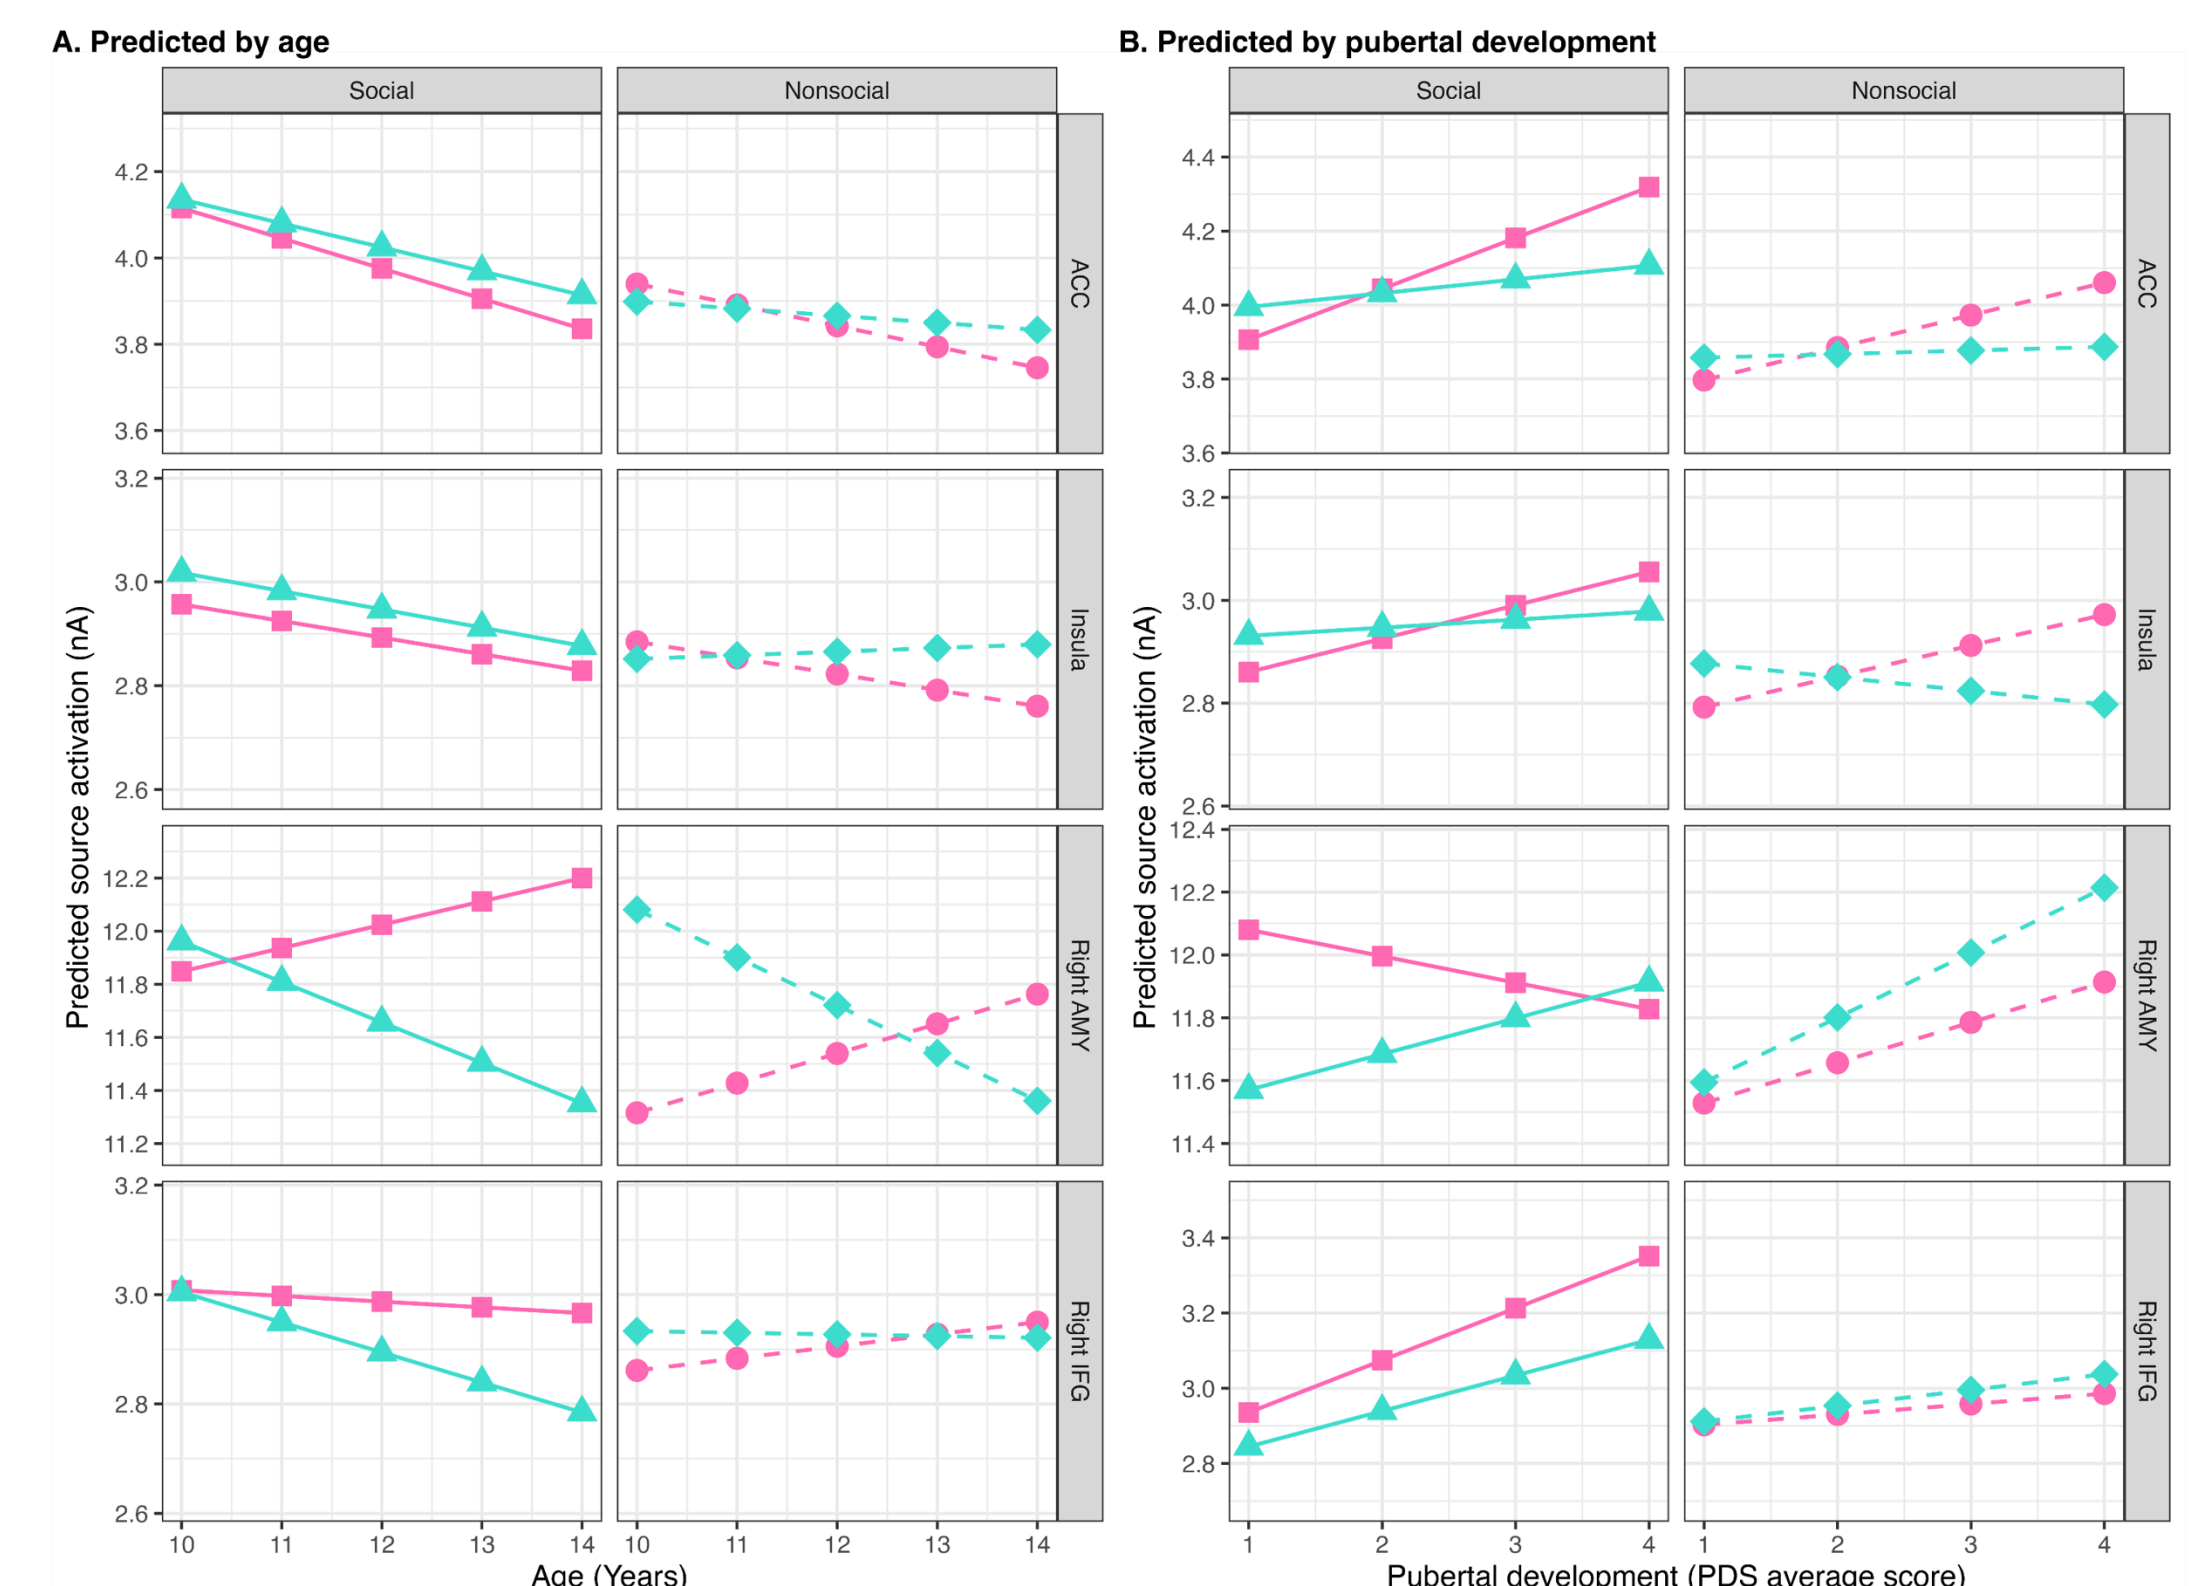 A. Predicted by age
B. Predicted by pubertal development
Social
Nonsocial
Social
Nonsocial
4.2
4.0
3.8
3.6
ACC
4.4
4.2
4.0
3.8
3.6
ACC
3.2
3.0
2.8
2.6
Insula
3.2
3.0
2.8
2.6
Insula
Predicted source activation (nA)
Predicted source activation (nA)
12.2
12.0
11.8
11.6
11.4
11.2
Right AMY
12.4
12.2
12.0
11.8
11.6
11.4
Right AMY
3.2
3.0
2.8
2.6
Right IFG
3.4
3.2
3.0
2.8
Right IFG
10 11 12 13 14
10 11 12 13 14
1 2 3 4
1 2 3 4
Age (Years)
Pubertal development (PDS average score)